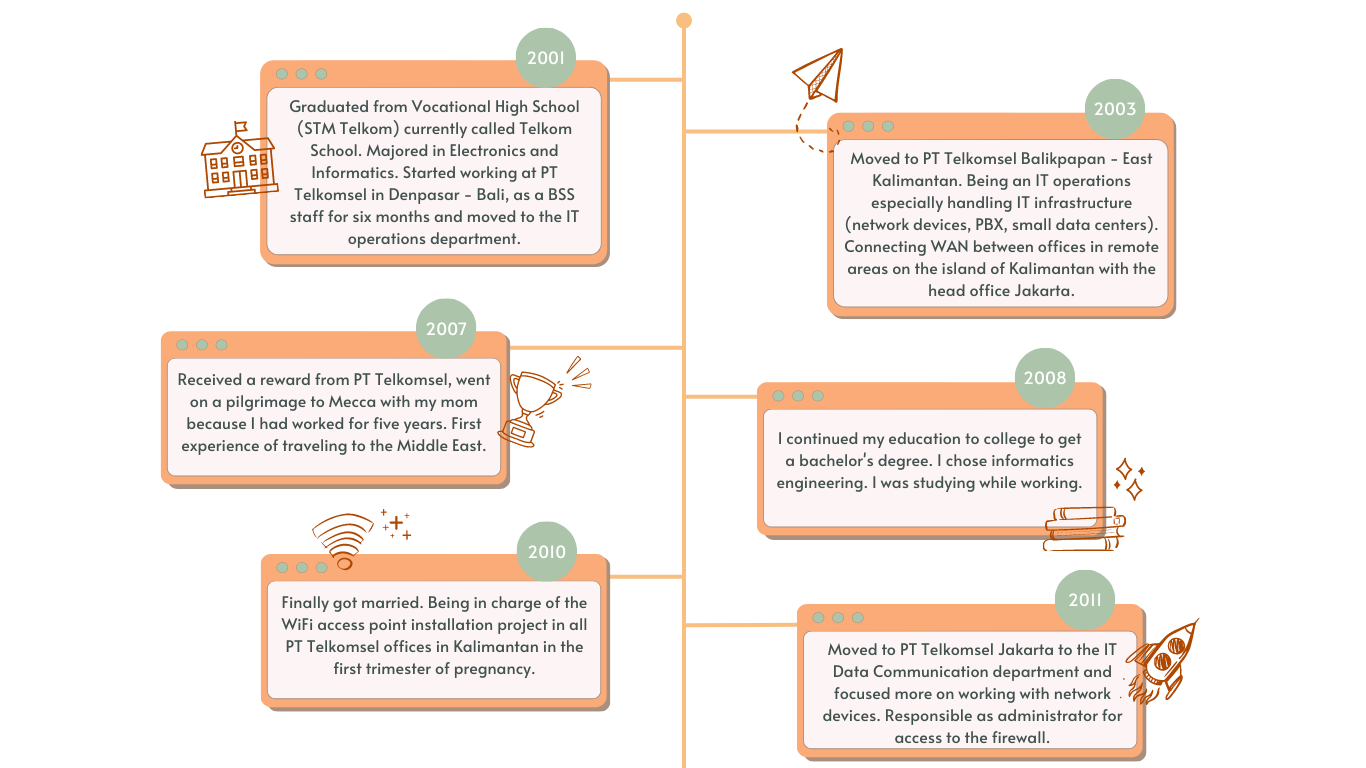 2001
Graduated from Vocational High School
(STM Telkom) currently called Telkom
School. Majored in Electronics and
Informatics. Started working at PT
Telkomsel in Denpasar - Bali, as a BSS
staff for six months and moved to the IT
operations department.
2003
Moved to PT Telkomsel Balikpapan - East
Kalimantan. Being an IT operations
especially handling IT infrastructure
(network devices, PBX, small data centers).
Connecting WAN between offices in remote
areas on the island of Kalimantan with the
head office Jakarta.
2007
Received a reward from PT Telkomsel, went
on a pilgrimage to Mecca with my mom
because I had worked for five years. First
experience of traveling to the Middle East.
2008
I continued my education to college to get
a bachelor's degree. I chose informatics
engineering. I was studying while working.
2010
Finally got married. Being in charge of the
WiFi access point installation project in all
PT Telkomsel offices in Kalimantan in the
first trimester of pregnancy.
2011
Moved to PT Telkomsel Jakarta to the IT
Data Communication department and
focused more on working with network
devices. Responsible as administrator for
access to the firewall.